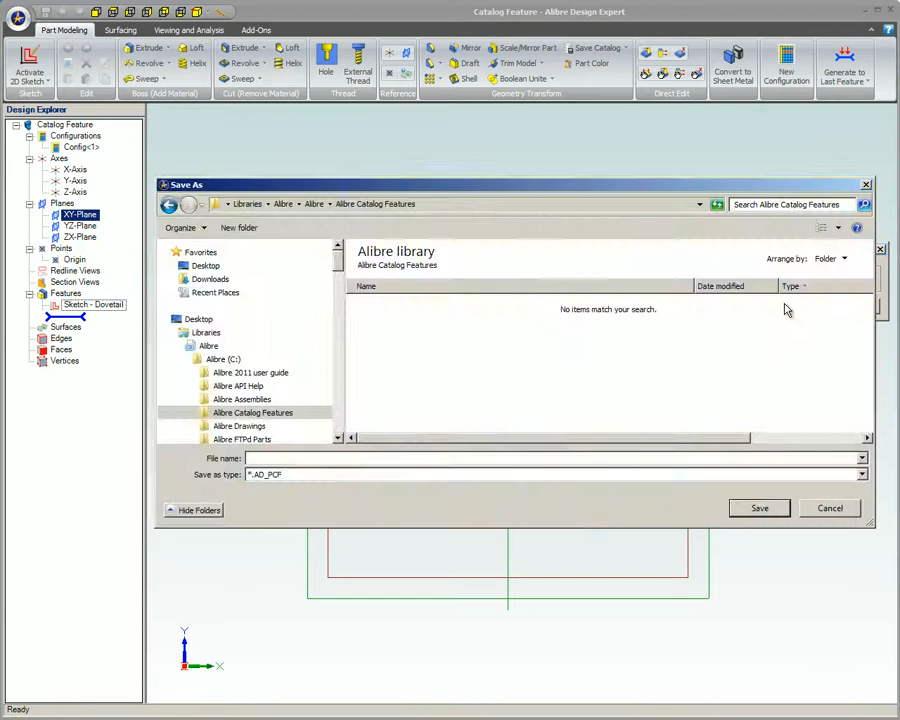 Catalog Feature - Alibre Design Expert
Part Modeling Surfacing Viewing and Analysis Add-Ons
Activate 2D Sketch
Extrude Loft
Revolve Helix
Sweep
Extrude Loft
Revolve Helix
Sweep
Hole
External Thread
Mirror Scale/Morph Part Save Catalog
Draft Trim Model Part Color
Shell Boolean Unite
Convert to Sheet Metal
New Configuration
Generate to Last Feature
Sketch Edit Boss (Add Material) Cut (Remove Material) Thread Reference Geometry Transform Direct Edit
Design Explorer
Catalog Feature
Configurations
Config<1>
Axes
X-Axis
Y-Axis
Z-Axis
Planes
XY-Plane
YZ-Plane
ZX-Plane
Points
Origin
Redline Views
Section Views
Features
Sketch - Dovetail
Surfaces
Edges
Faces
Vertices
Save As
Libraries Alibre Alibre Alibre Catalog Features
Search Alibre Catalog Features
Organize New folder
Favorites
Desktop
Downloads
Recent Places
Desktop
Libraries
Alibre
Alibre (C:)
Alibre 2011 user guide
Alibre API Help
Alibre Assemblies
Alibre Catalog Features
Alibre Drawings
Alibre FTPd Parts
Alibre library
Alibre Catalog Features
Arrange by: Folder
Name Date modified Type
No items match your search.
File name:
Save as type: *.AD_PCF
Hide Folders
Save Cancel
Y
X
Ready